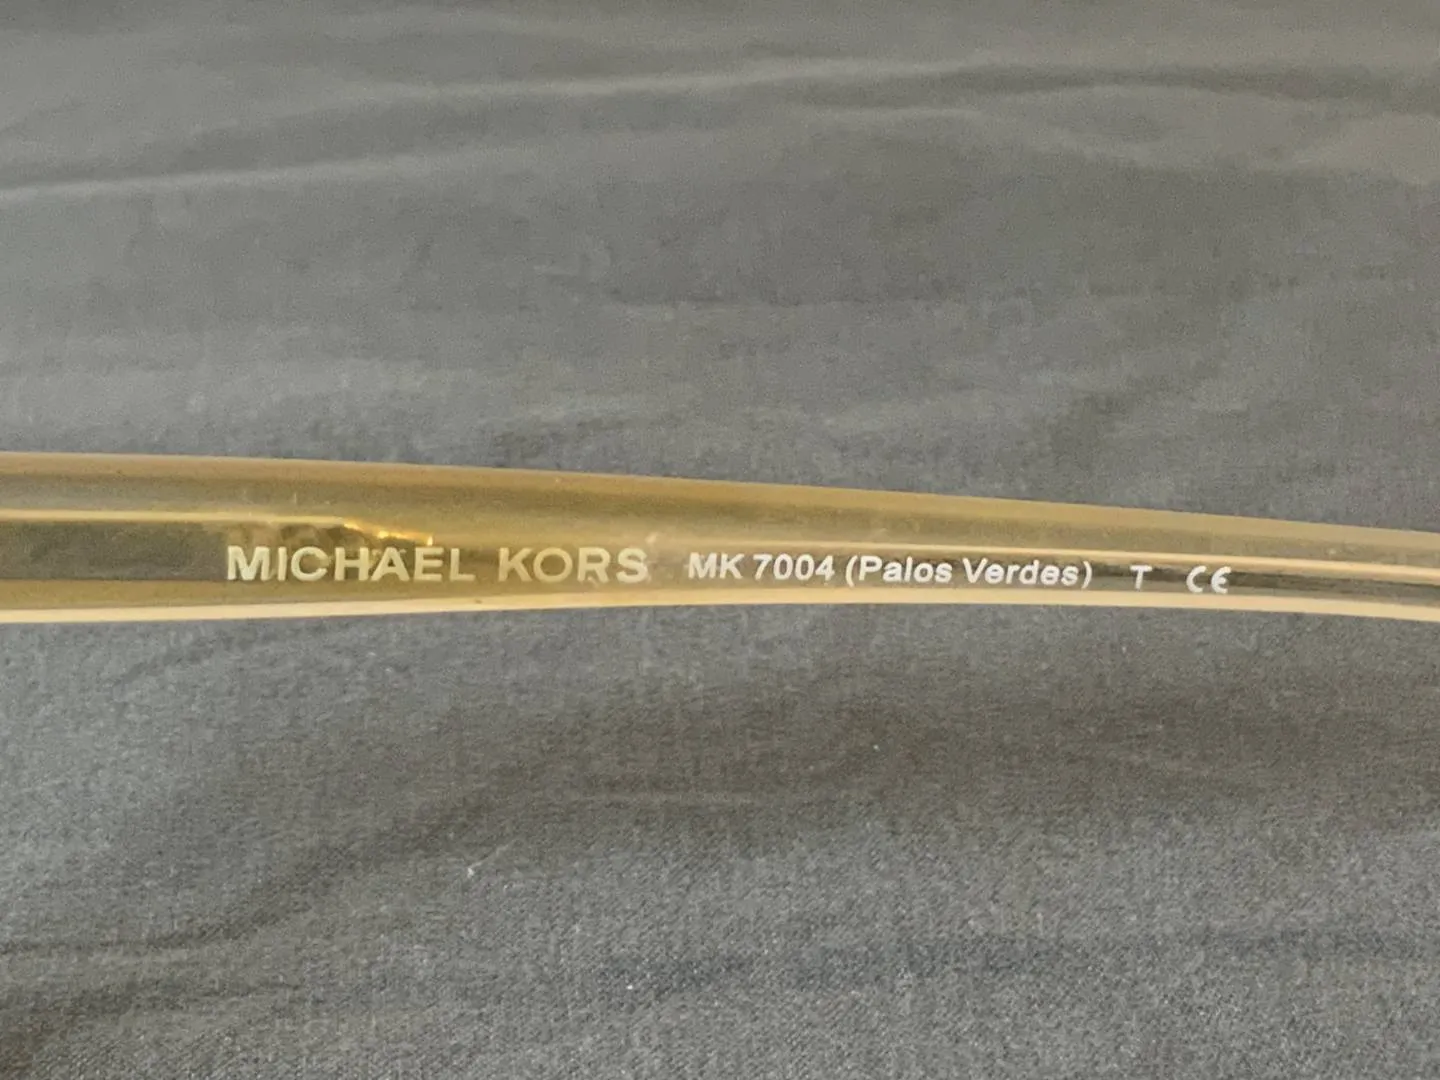 MICHAEL KORS MK 7004 (Palos Verdes) T CE